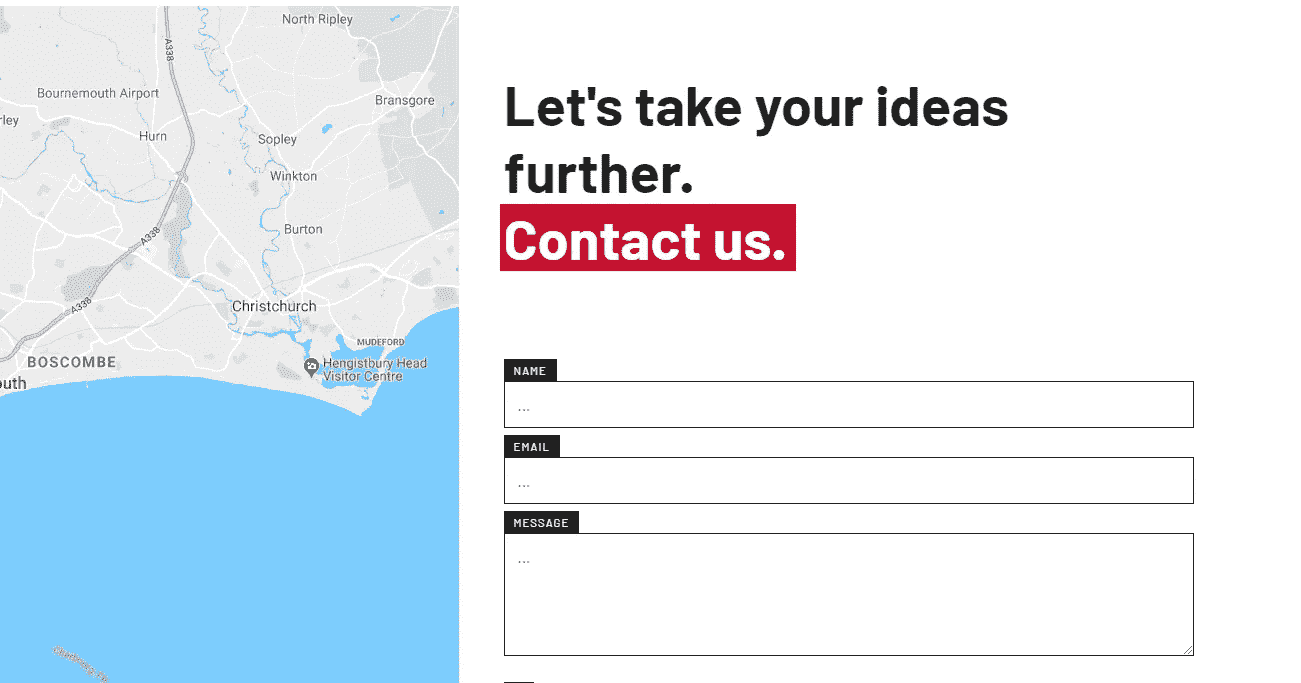 North Ripley
A338
Bournemouth Airport
Bransgore
rley
Hurn
Sopley
Winkton
Burton
A338
A338
Christchurch
MUDEFORD
BOSCOMBE
Hengistbury Head
Visitor Centre
outh
Let's take your ideas
further.
Contact us.
NAME
...
EMAIL
...
MESSAGE
...